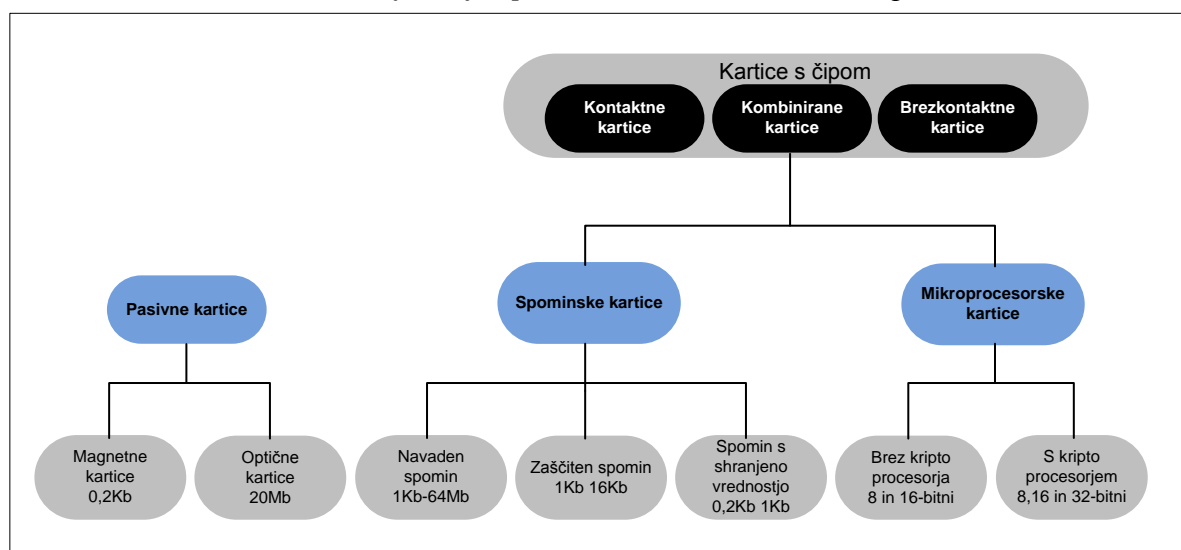 Kartice s čipom
Kontaktne
kartice
Kombinirane
kartice
Brezkontaktne
kartice
Pasivne kartice
Spominske kartice
Mikroprocesorske
kartice
Magnetne
kartice
0,2Kb
Optične
kartice
20Mb
Navaden
spomin
1Kb-64Mb
Zaščiten spomin
1Kb 16Kb
Spomin s
shranjeno
vrednostjo
0,2Kb 1Kb
Brez kripto
procesorja
8 in 16-bitni
S kripto
procesorjem
8,16 in 32-bitni